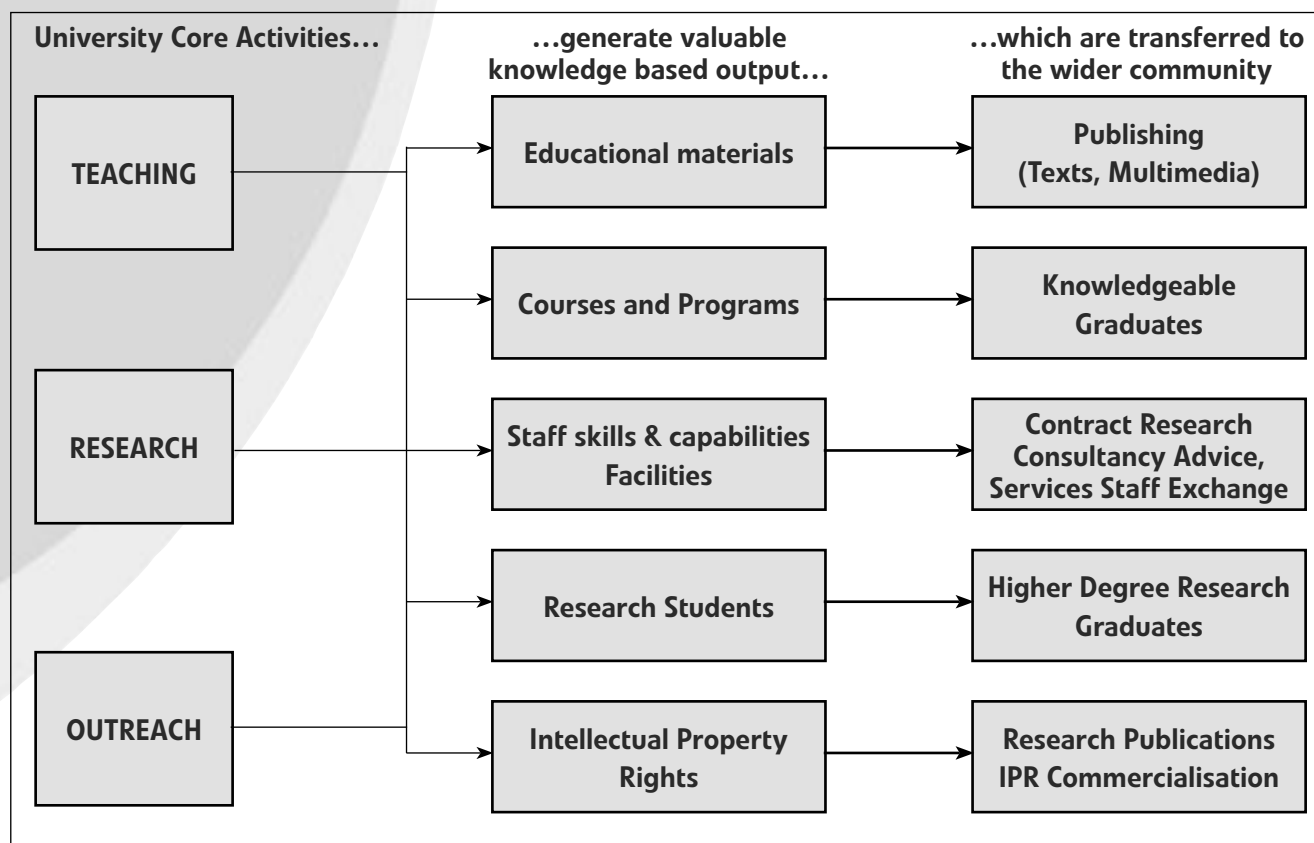 University Core Activities…
…generate valuable
knowledge based output…
…which are transferred to
the wider community
TEACHING
RESEARCH
OUTREACH
Educational materials
Courses and Programs
Staff skills & capabilities
Facilities
Research Students
Intellectual Property
Rights
Publishing
(Texts, Multimedia)
Knowledgeable
Graduates
Contract Research
Consultancy Advice,
Services Staff Exchange
Higher Degree Research
Graduates
Research Publications
IPR Commercialisation